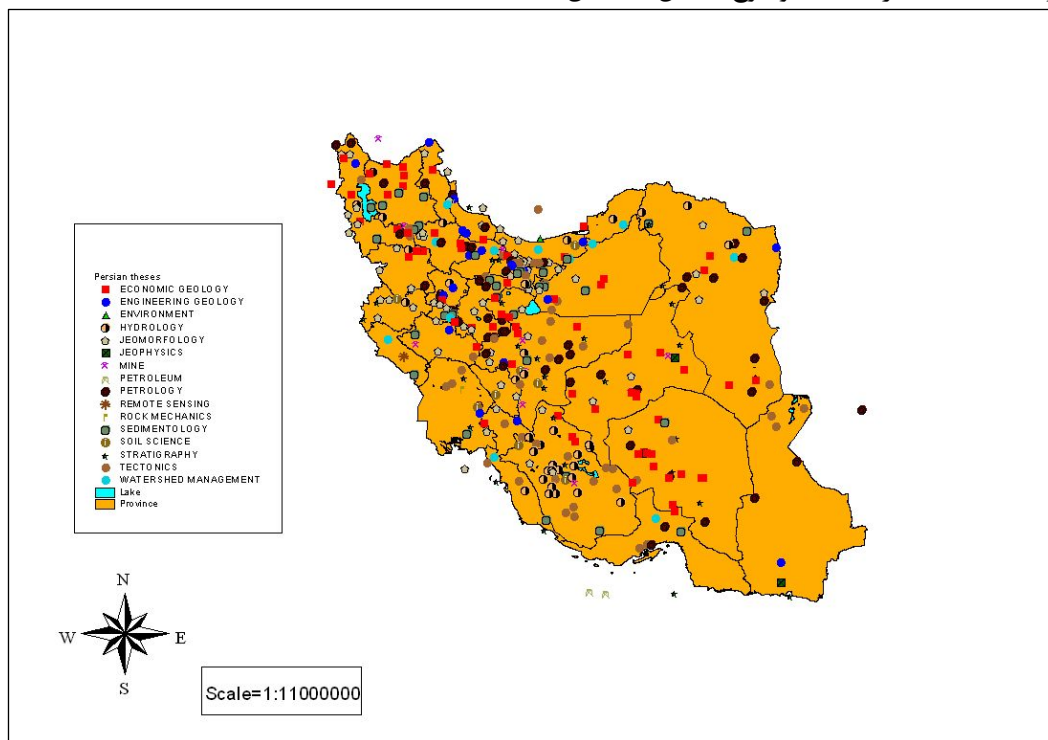 Persian theses
ECONOMIC GEOLOGY
ENGINEERING GEOLOGY
ENVIRONMENT
HYDROLOGY
JEOMORFOLOGY
JEOPHYSICS
MINE
PETROLEUM
PETROLOGY
REMOTE SENSING
ROCK MECHANICS
SEDIMENTOLOGY
SOIL SCIENCE
STRATIGRAPHY
TECTONICS
WATERSHED MANAGEMENT
Lake
Province
N
W E
S
Scale=1:11000000